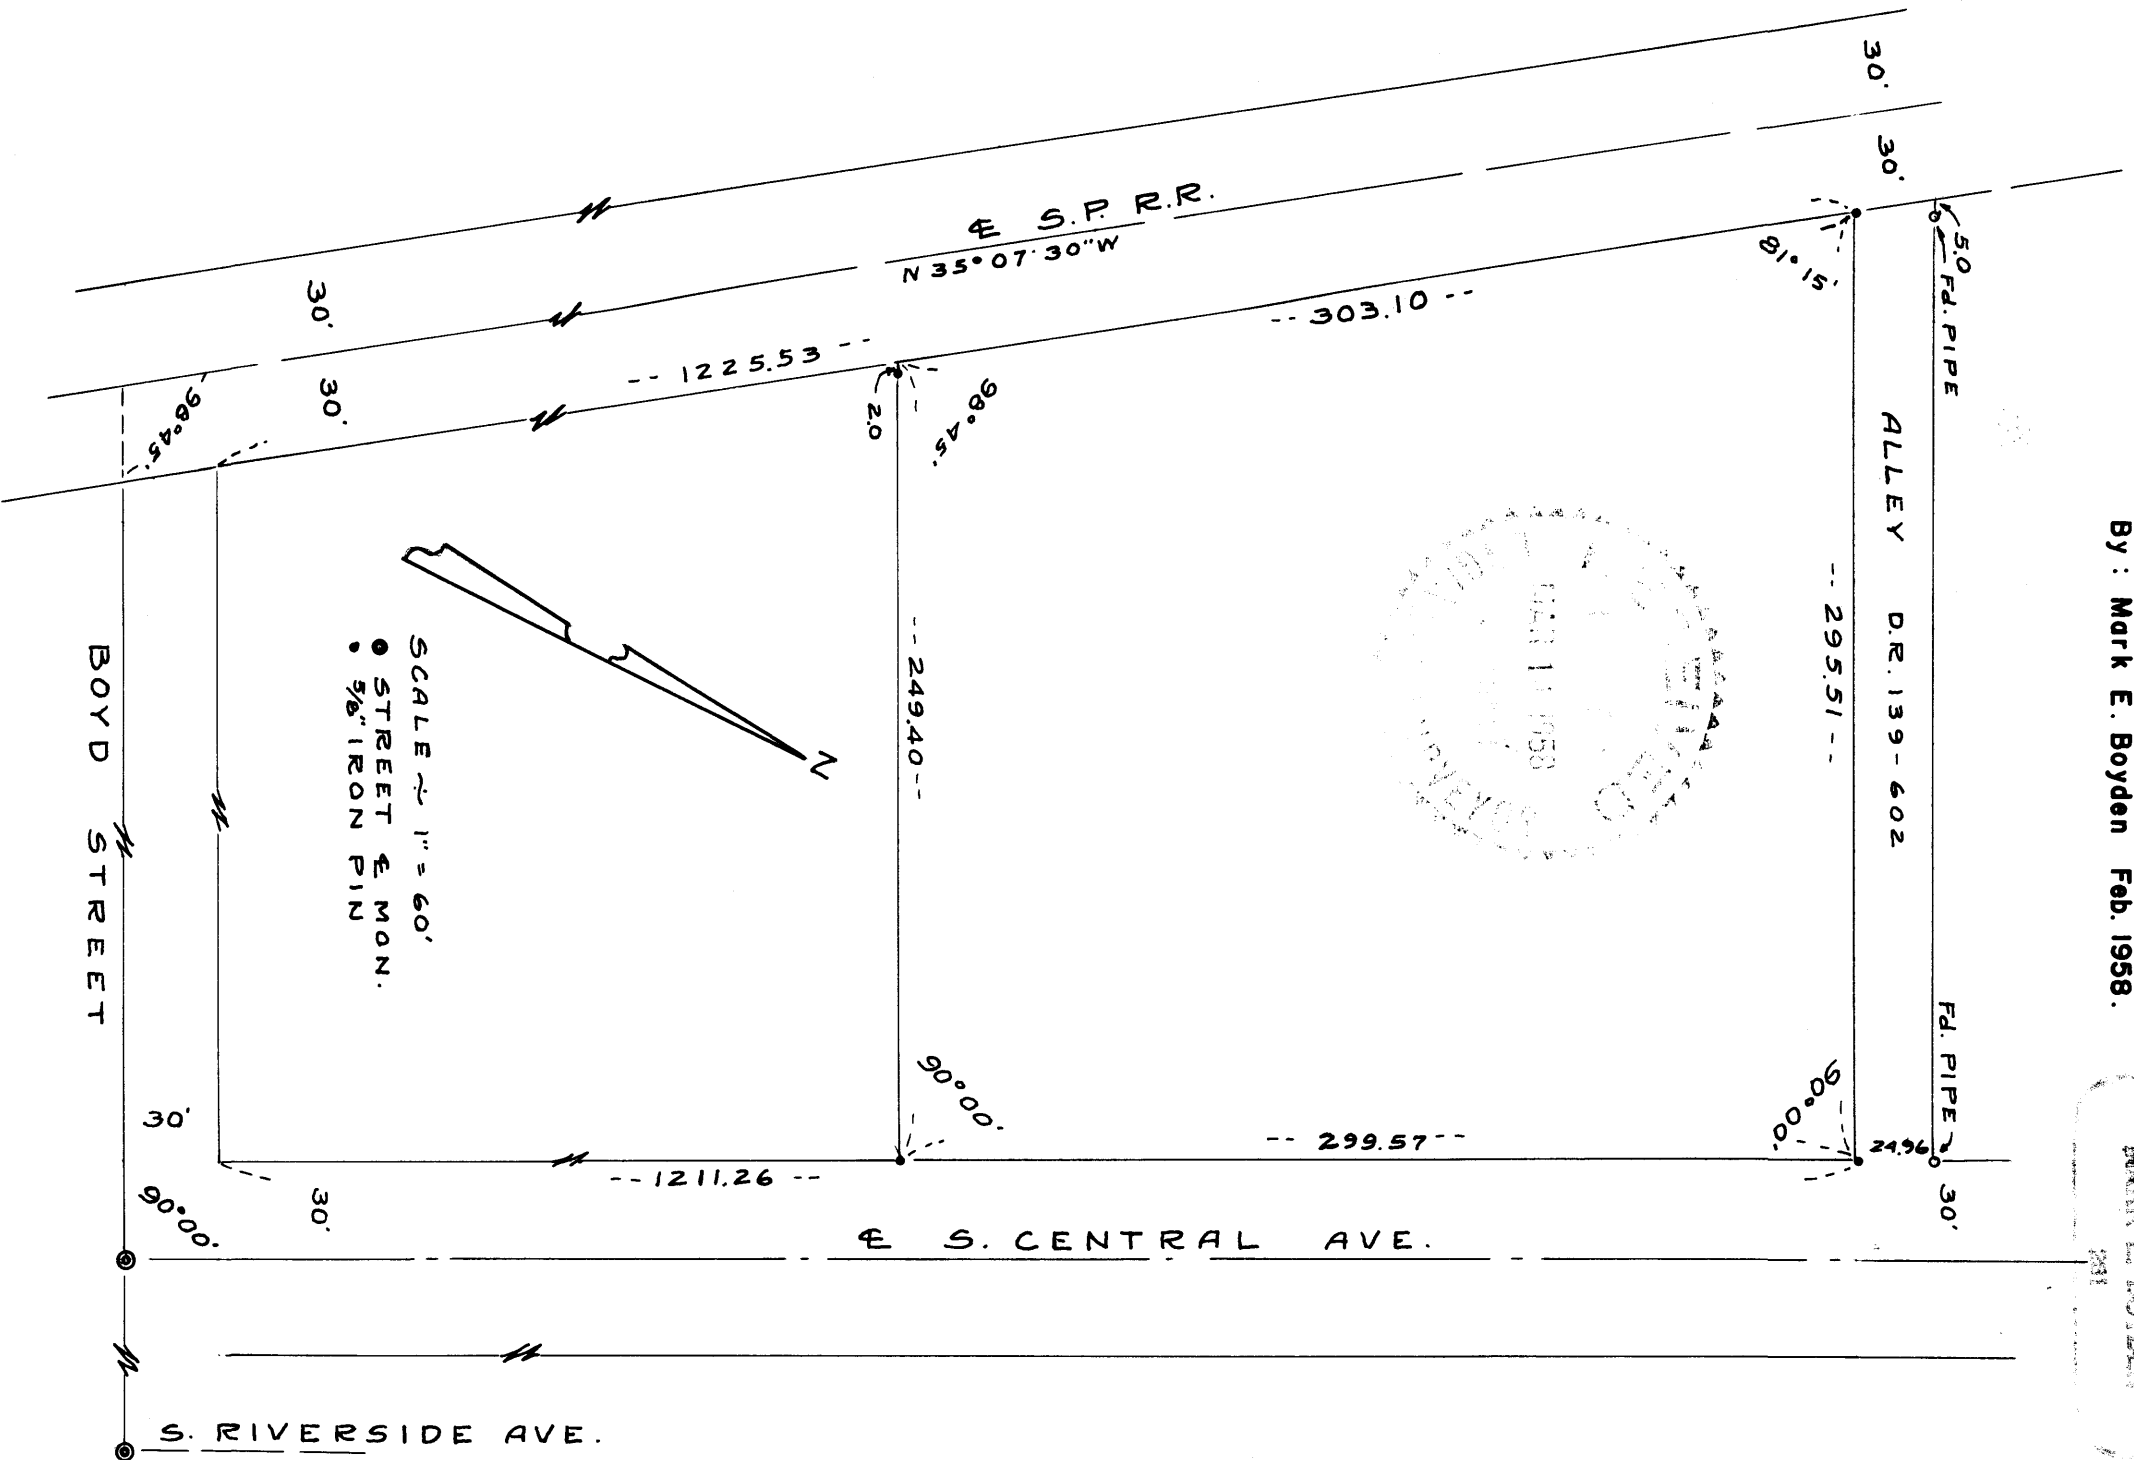 30'
30'
℄ S.P. R.R.
N 35° 07' 30" W
5.0
Fd. PIPE
81° 15'
-- 303.10 --
30'
30'
-- 1225.53 --
98° 45'
2.0
98° 45'
ALLEY D.R. 139-602
-- 295.51 --
By: Mark E. Boyden Feb. 1958.
N
--249.40--
SCALE ~ 1" = 60'
STREET ℄ MON.
5/8" IRON PIN
BOYD STREET
Fd. PIPE
90° 00'
90° 00'
24.96
-- 299.57 --
30'
30'
-- 1211.26 --
30'
90° 00'
℄ S. CENTRAL AVE.
S. RIVERSIDE AVE.